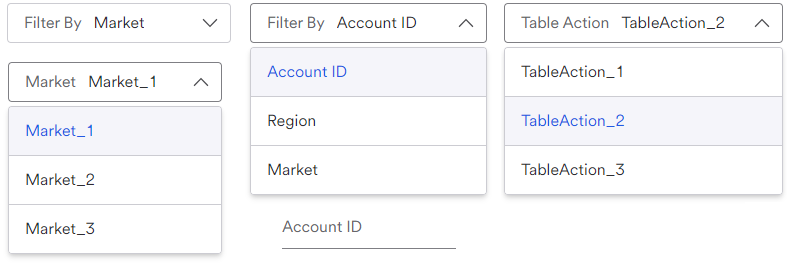 Filter By Market
Market Market_1
Market_1
Market_2
Market_3
Filter By Account ID
Account ID
Region
Market
Account ID
Table Action TableAction_2
TableAction_1
TableAction_2
TableAction_3